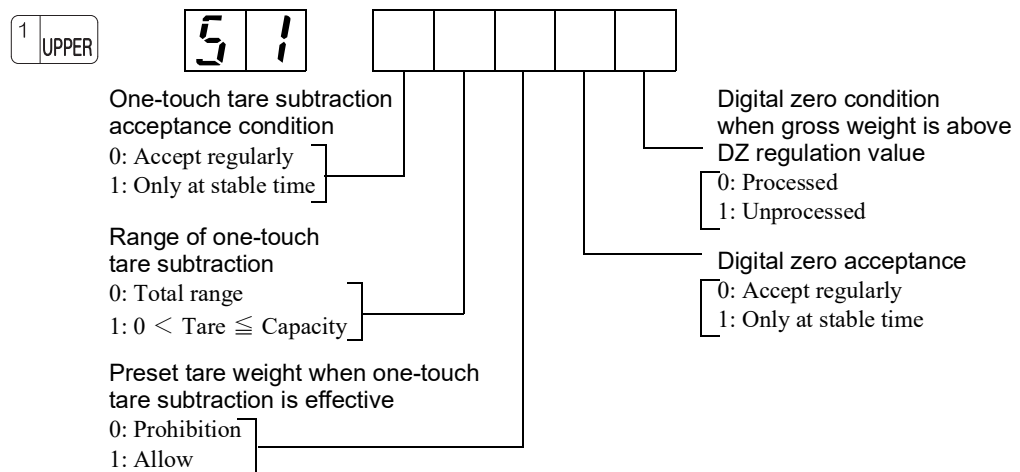 1 UPPER
5 1
One-touch tare subtraction
acceptance condition
0: Accept regularly
1: Only at stable time
Range of one-touch
tare subtraction
0: Total range
1: 0 < Tare ≦ Capacity
Preset tare weight when one-touch
tare subtraction is effective
0: Prohibition
1: Allow
Digital zero condition
when gross weight is above
DZ regulation value
0: Processed
1: Unprocessed
Digital zero acceptance
0: Accept regularly
1: Only at stable time